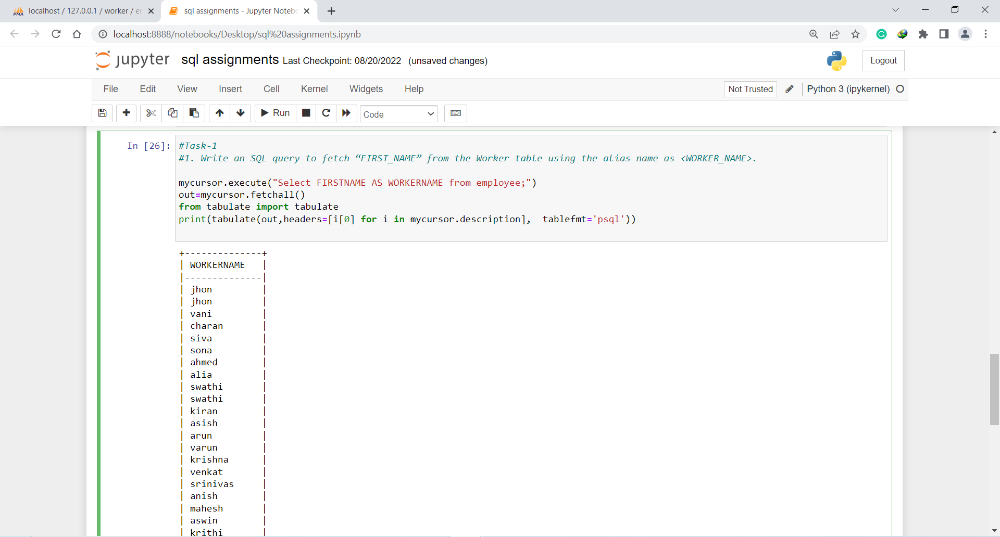 PMA localhost / 127.0.0.1 / worker / en
sql assignments - Jupyter Noteb
localhost:8888/notebooks/Desktop/sql%20assignments.ipynb
jupyter sql assignments Last Checkpoint: 08/20/2022 (unsaved changes)
Logout
File Edit View Insert Cell Kernel Widgets Help
Not Trusted Python 3 (ipykernel)
Run Code
In [26]: #Task-1
#1. Write an SQL query to fetch “FIRST_NAME” from the Worker table using the alias name as <WORKER_NAME>.
mycursor.execute("Select FIRSTNAME AS WORKERNAME from employee;")
out=mycursor.fetchall()
from tabulate import tabulate
print(tabulate(out,headers=[i[0] for i in mycursor.description],  tablefmt='psql'))
+--------------+
| WORKERNAME   |
|--------------|
| jhon         |
| jhon         |
| vani         |
| charan       |
| siva         |
| sona         |
| ahmed        |
| alia         |
| swathi       |
| swathi       |
| kiran        |
| asish        |
| arun         |
| varun        |
| krishna      |
| venkat       |
| srinivas     |
| anish        |
| mahesh       |
| aswin        |
| krithi       |